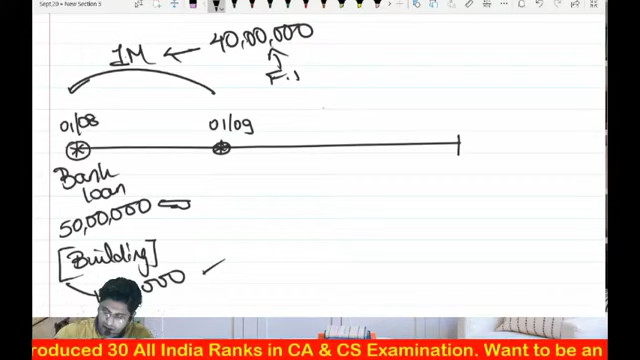 Sept.20 » New Section 3
1M ← 40,00,000
F.V
01/08
01/09
Bank
loan
50,00,000
[Building]
000
roduced 30 All India Ranks in CA & CS Examination. Want to be an